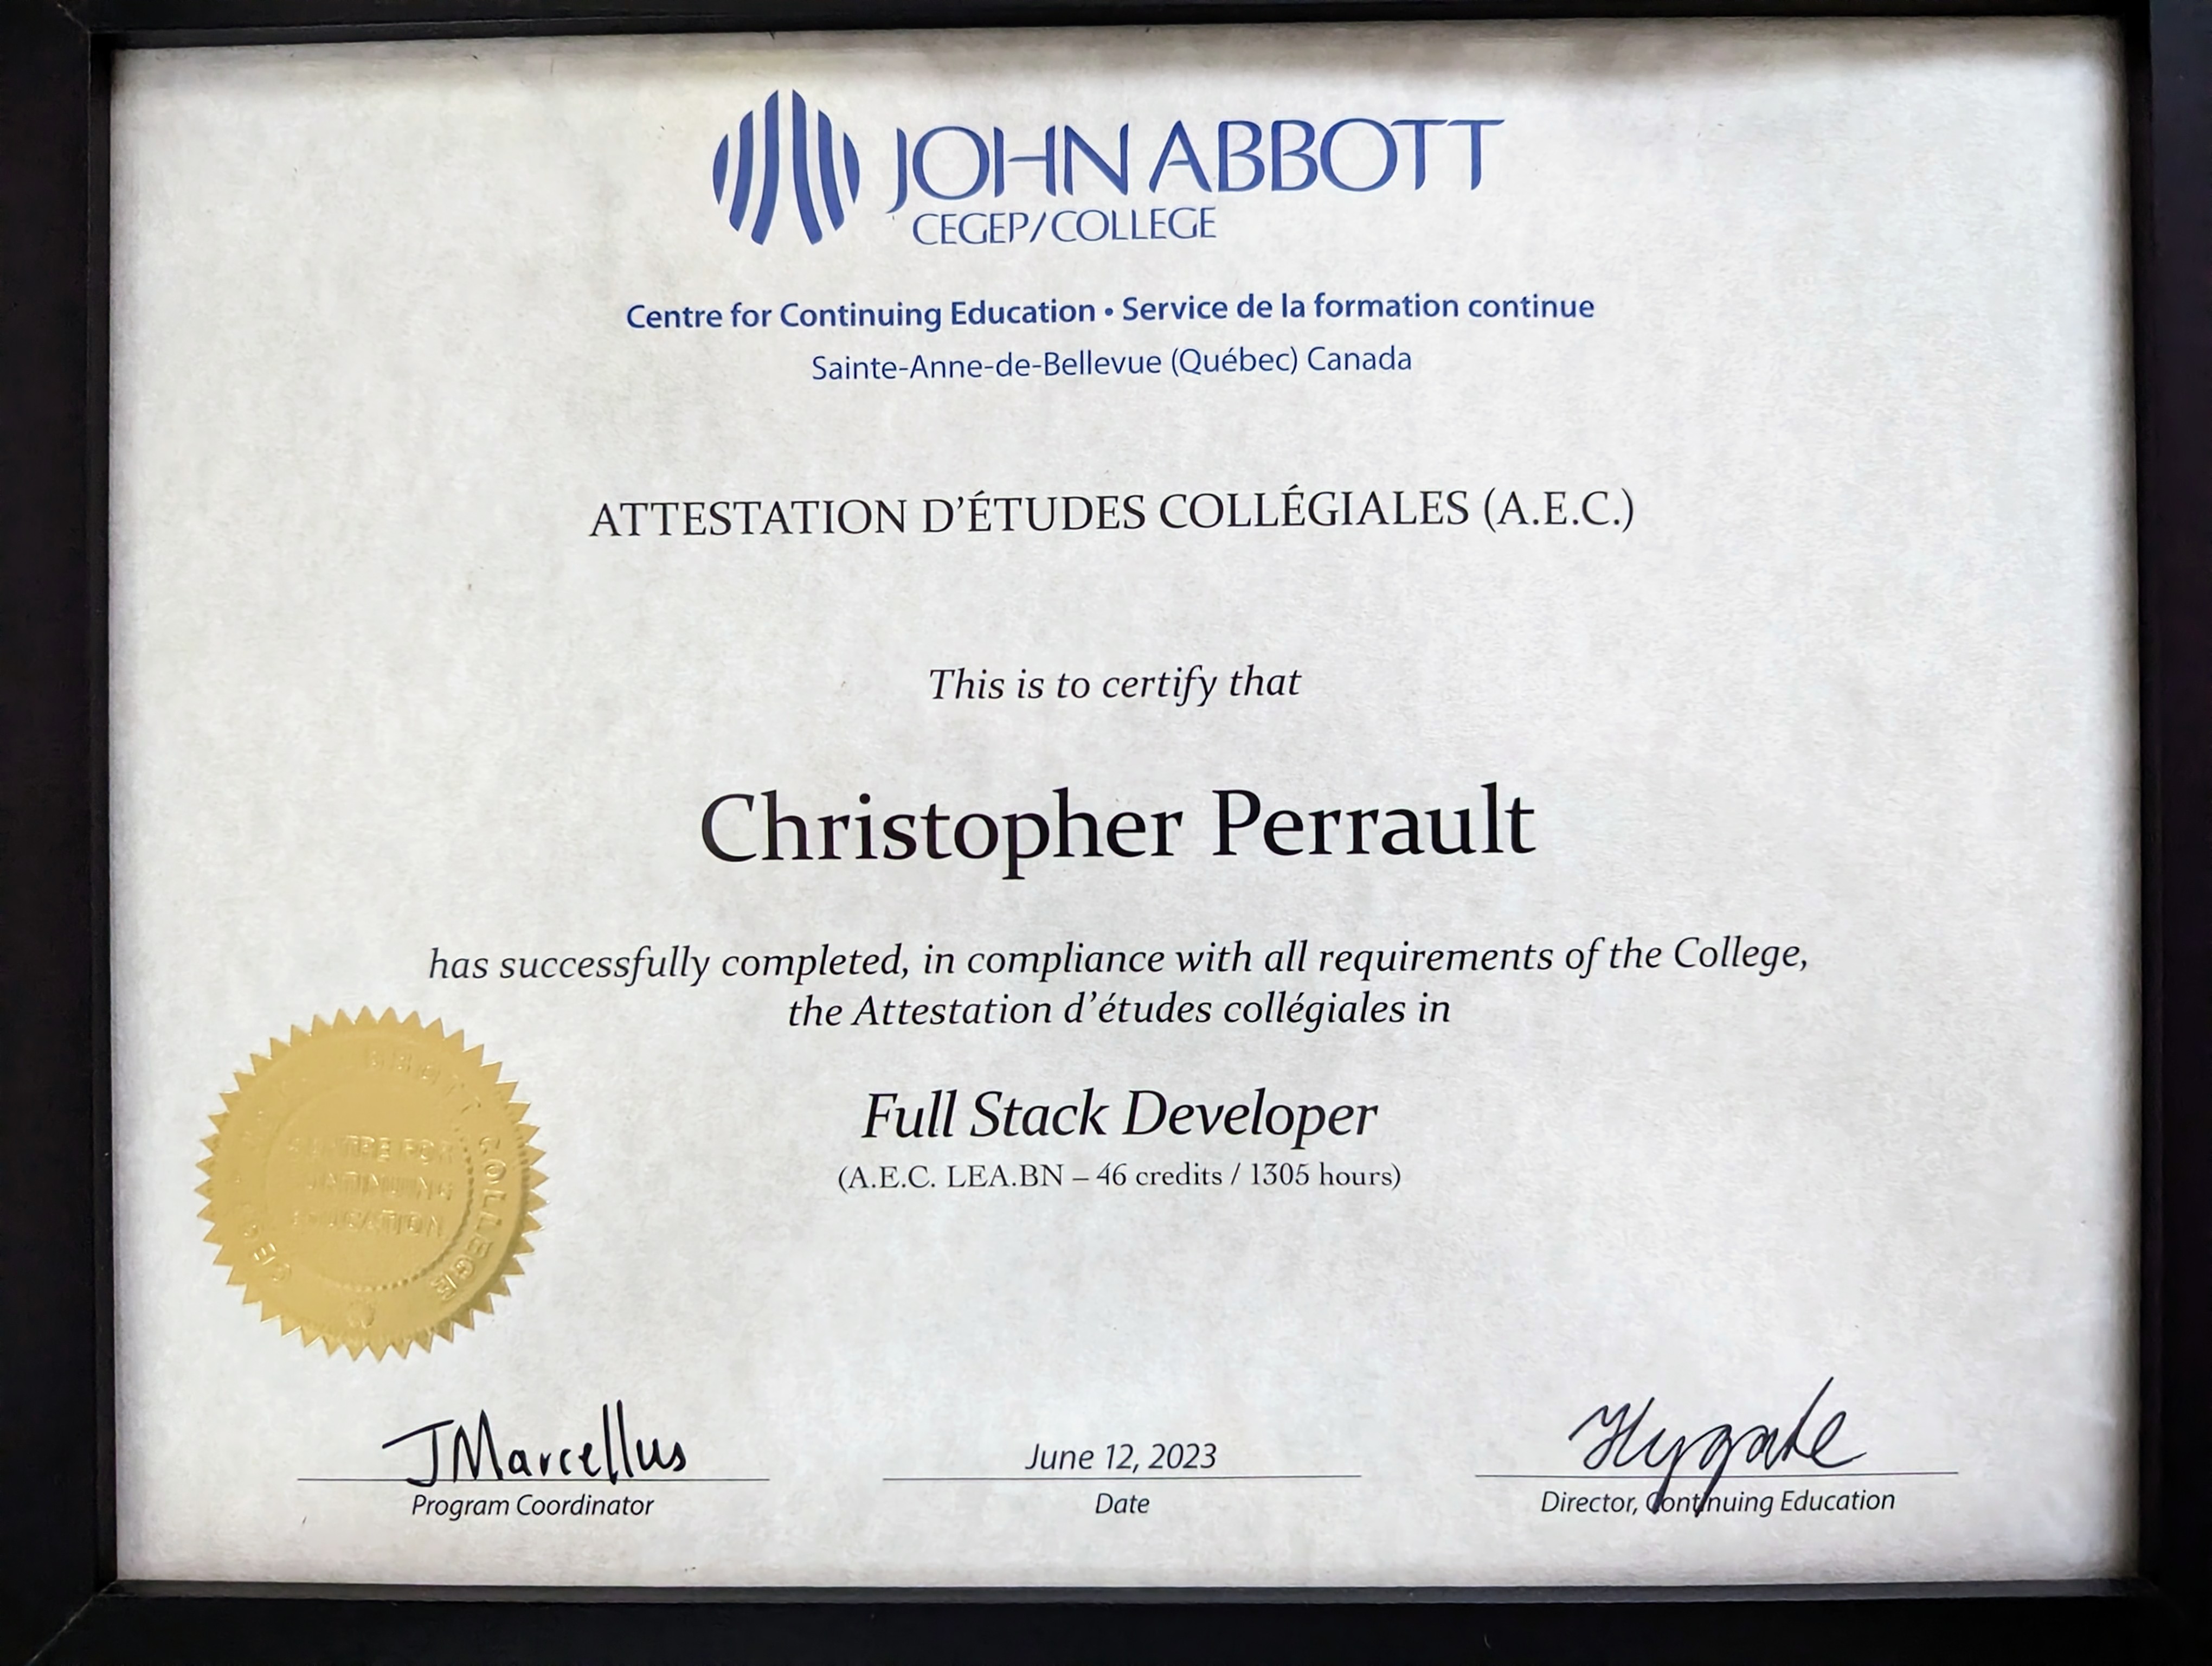 JOHN ABBOTT
CEGEP/COLLEGE
Centre for Continuing Education • Service de la formation continue
Sainte-Anne-de-Bellevue (Québec) Canada
ATTESTATION D'ÉTUDES COLLÉGIALES (A.E.C.)
This is to certify that
Christopher Perrault
has successfully completed, in compliance with all requirements of the College,
the Attestation d'études collégiales in
Full Stack Developer
(A.E.C. LEA.BN – 46 credits / 1305 hours)
COLLEGE
CENTRE FOR
CONTINUING
EDUCATION
JMarcellus
Program Coordinator
June 12, 2023
Date
Director, Continuing Education